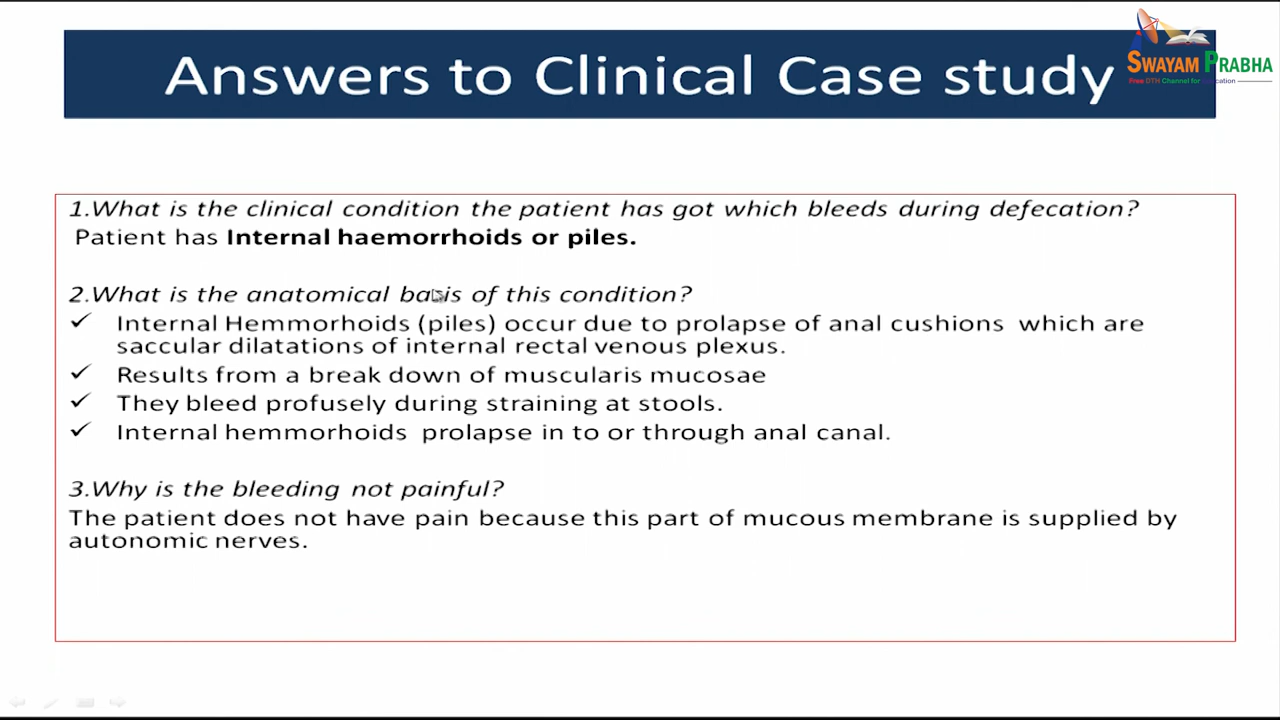 Answers to Clinical Case study
SWAYAM PRABHA
Free DTH Channel for Education
1.What is the clinical condition the patient has got which bleeds during defecation?
Patient has Internal haemorrhoids or piles.
2.What is the anatomical basis of this condition?
✓ Internal Hemmorhoids (piles) occur due to prolapse of anal cushions which are
saccular dilatations of internal rectal venous plexus.
✓ Results from a break down of muscularis mucosae
✓ They bleed profusely during straining at stools.
✓ Internal hemmorhoids prolapse in to or through anal canal.
3.Why is the bleeding not painful?
The patient does not have pain because this part of mucous membrane is supplied by
autonomic nerves.